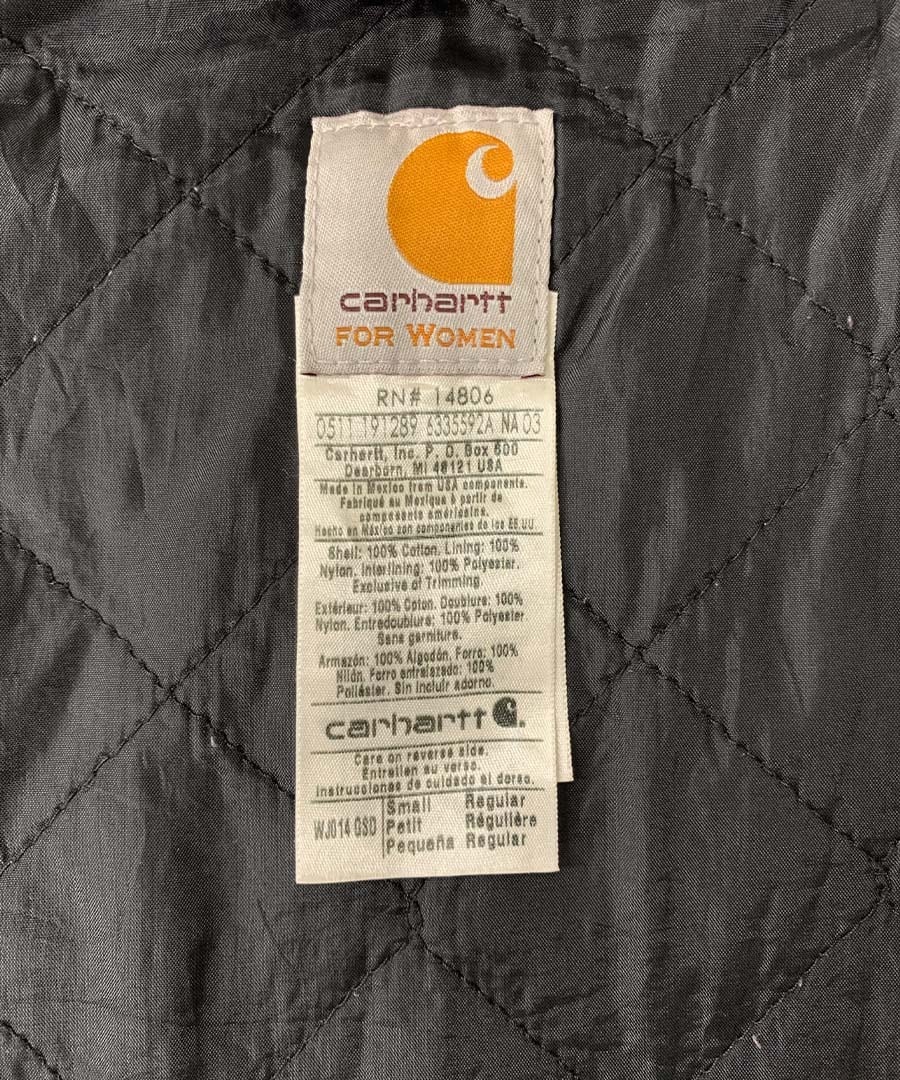 carhartt
FOR WOMEN
RN# 14806
0511 191289 6335592A NA 03
Carhartt, Inc. P. O. Box 600
Dearborn, MI 48121 USA
Made in Mexico from USA components.
Fabriqué au Mexique à partir de
composants américains.
Hecho en México con componentes de los EE.UU.
Shell: 100% Cotton. Lining: 100%
Nylon. Interlining: 100% Polyester.
Exclusive of Trimming.
Extérieur: 100% Coton. Doublure: 100%
Nylon. Entredoublure: 100% Polyester
Sans garniture.
Armazón: 100% Algodón. Forro: 100%
Nilón. Forro entrelazado: 100%
Poliéster. Sin incluir adorno.
carhartt
Care on reverse side.
Entretien au verso.
Instrucciones de cuidado al dorso.
WJ014 GSD Small Regular
Petit Régulière
Pequeña Regular